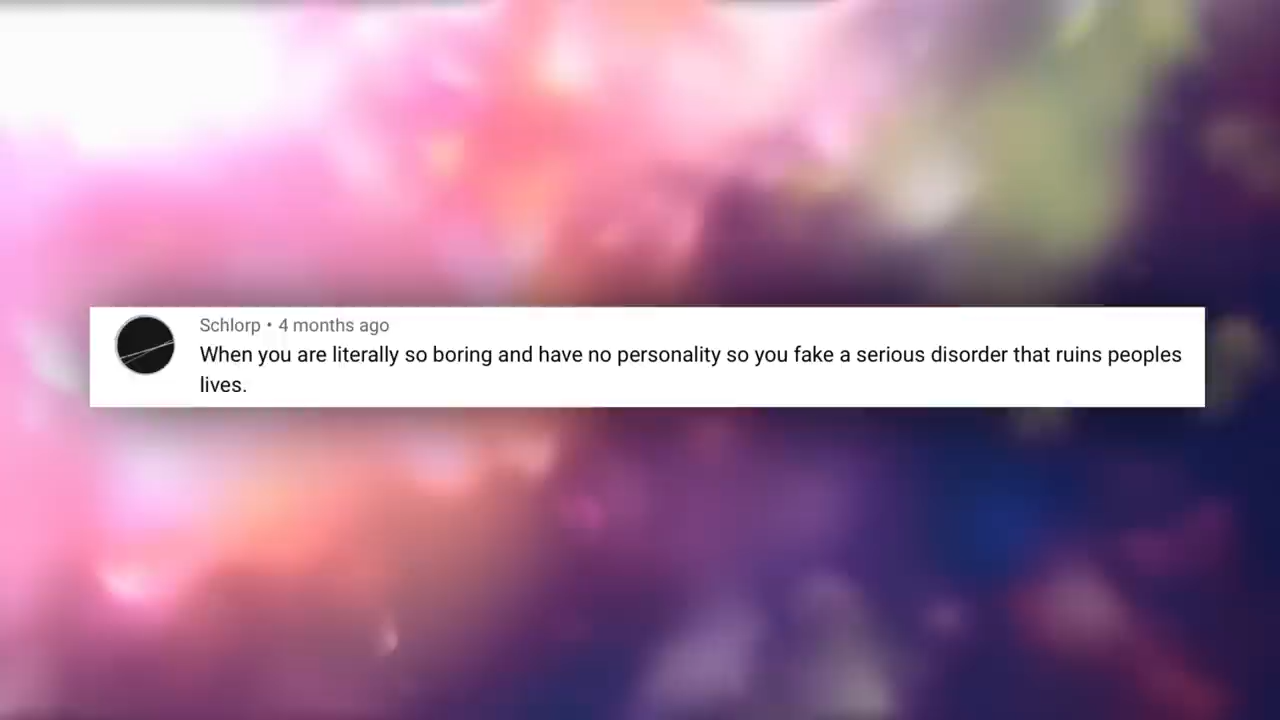 Schlorp • 4 months ago
When you are literally so boring and have no personality so you fake a serious disorder that ruins peoples
lives.